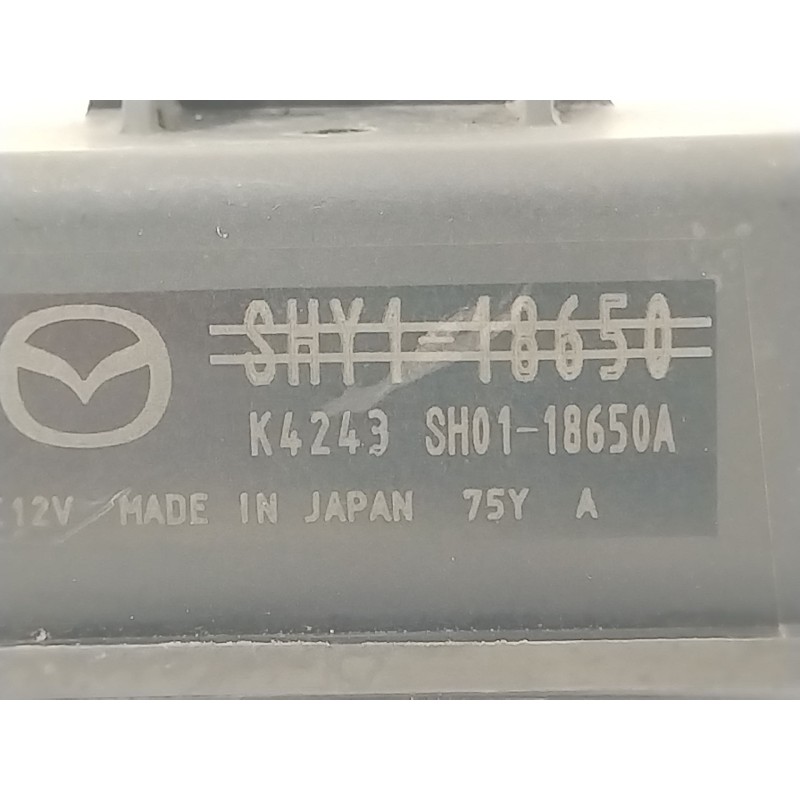 SHY1-18650
K4243 SH01-18650A
12V MADE IN JAPAN 75Y A